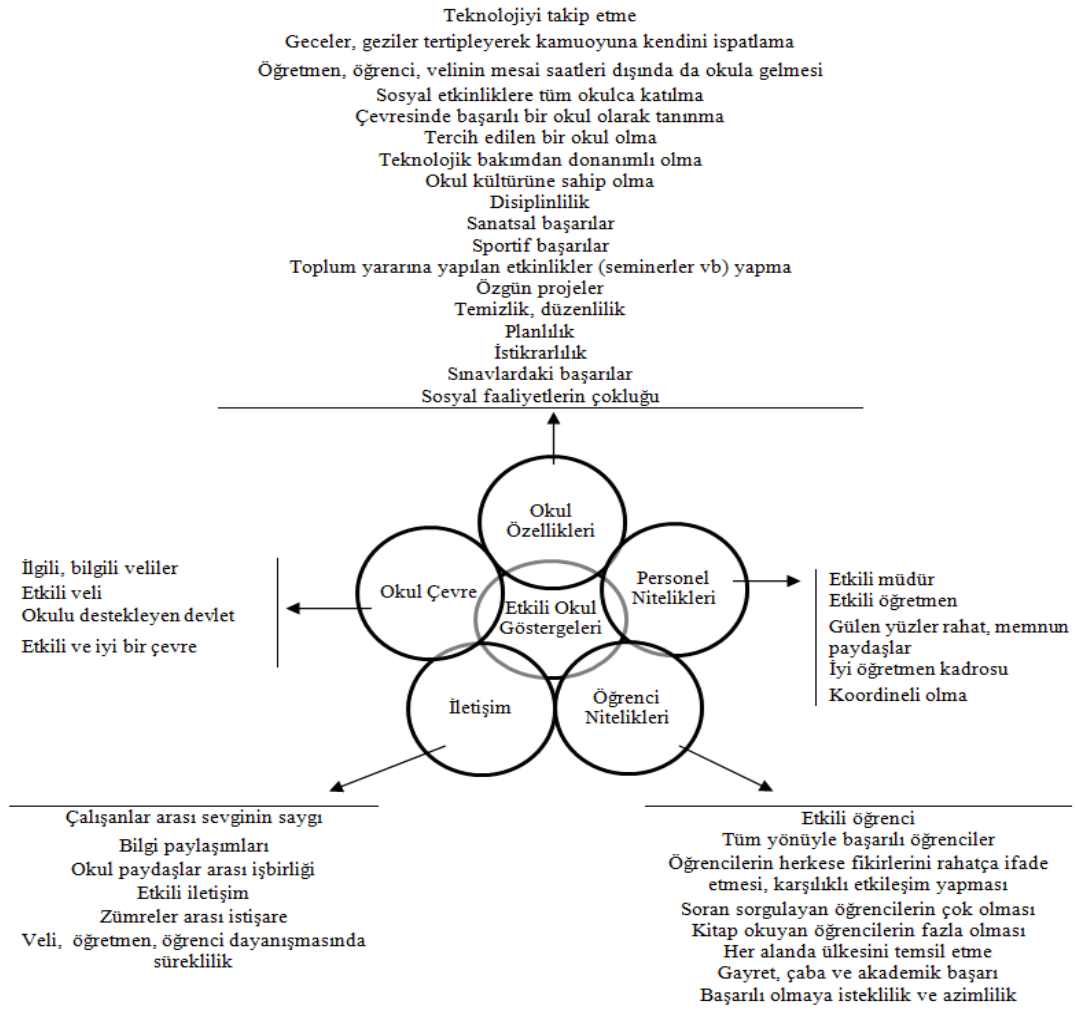 Teknolojiyi takip etme
Geceler, geziler tertipleyerek kamuoyuna kendini ispatlama
Öğretmen, öğrenci, velinin mesai saatleri dışında da okula gelmesi
Sosyal etkinliklere tüm okulca katılma
Çevresinde başarılı bir okul olarak tanınma
Tercih edilen bir okul olma
Teknolojik bakımdan donanımlı olma
Okul kültürüne sahip olma
Disiplinlilik
Sanatsal başarılar
Sportif başarılar
Toplum yararına yapılan etkinlikler (seminerler vb) yapma
Özgün projeler
Temizlik, düzenlilik
Planlılık
İstikrarlılık
Sınavlardaki başarılar
Sosyal faaliyetlerin çokluğu
Okul
Özellikleri
Okul Çevre
Personel
Nitelikleri
Etkili Okul
Göstergeleri
İletişim
Öğrenci
Nitelikleri
İlgili, bilgili veliler
Etkili veli
Okulu destekleyen devlet
Etkili ve iyi bir çevre
Etkili müdür
Etkili öğretmen
Gülen yüzler rahat, memnun
paydaşlar
İyi öğretmen kadrosu
Koordineli olma
Çalışanlar arası sevginin saygı
Bilgi paylaşımları
Okul paydaşlar arası işbirliği
Etkili iletişim
Zümreler arası istişare
Veli, öğretmen, öğrenci dayanışmasında
süreklilik
Etkili öğrenci
Tüm yönüyle başarılı öğrenciler
Öğrencilerin herkese fikirlerini rahatça ifade
etmesi, karşılıklı etkileşim yapması
Soran sorgulayan öğrencilerin çok olması
Kitap okuyan öğrencilerin fazla olması
Her alanda ülkesini temsil etme
Gayret, çaba ve akademik başarı
Başarılı olmaya isteklilik ve azimlilik